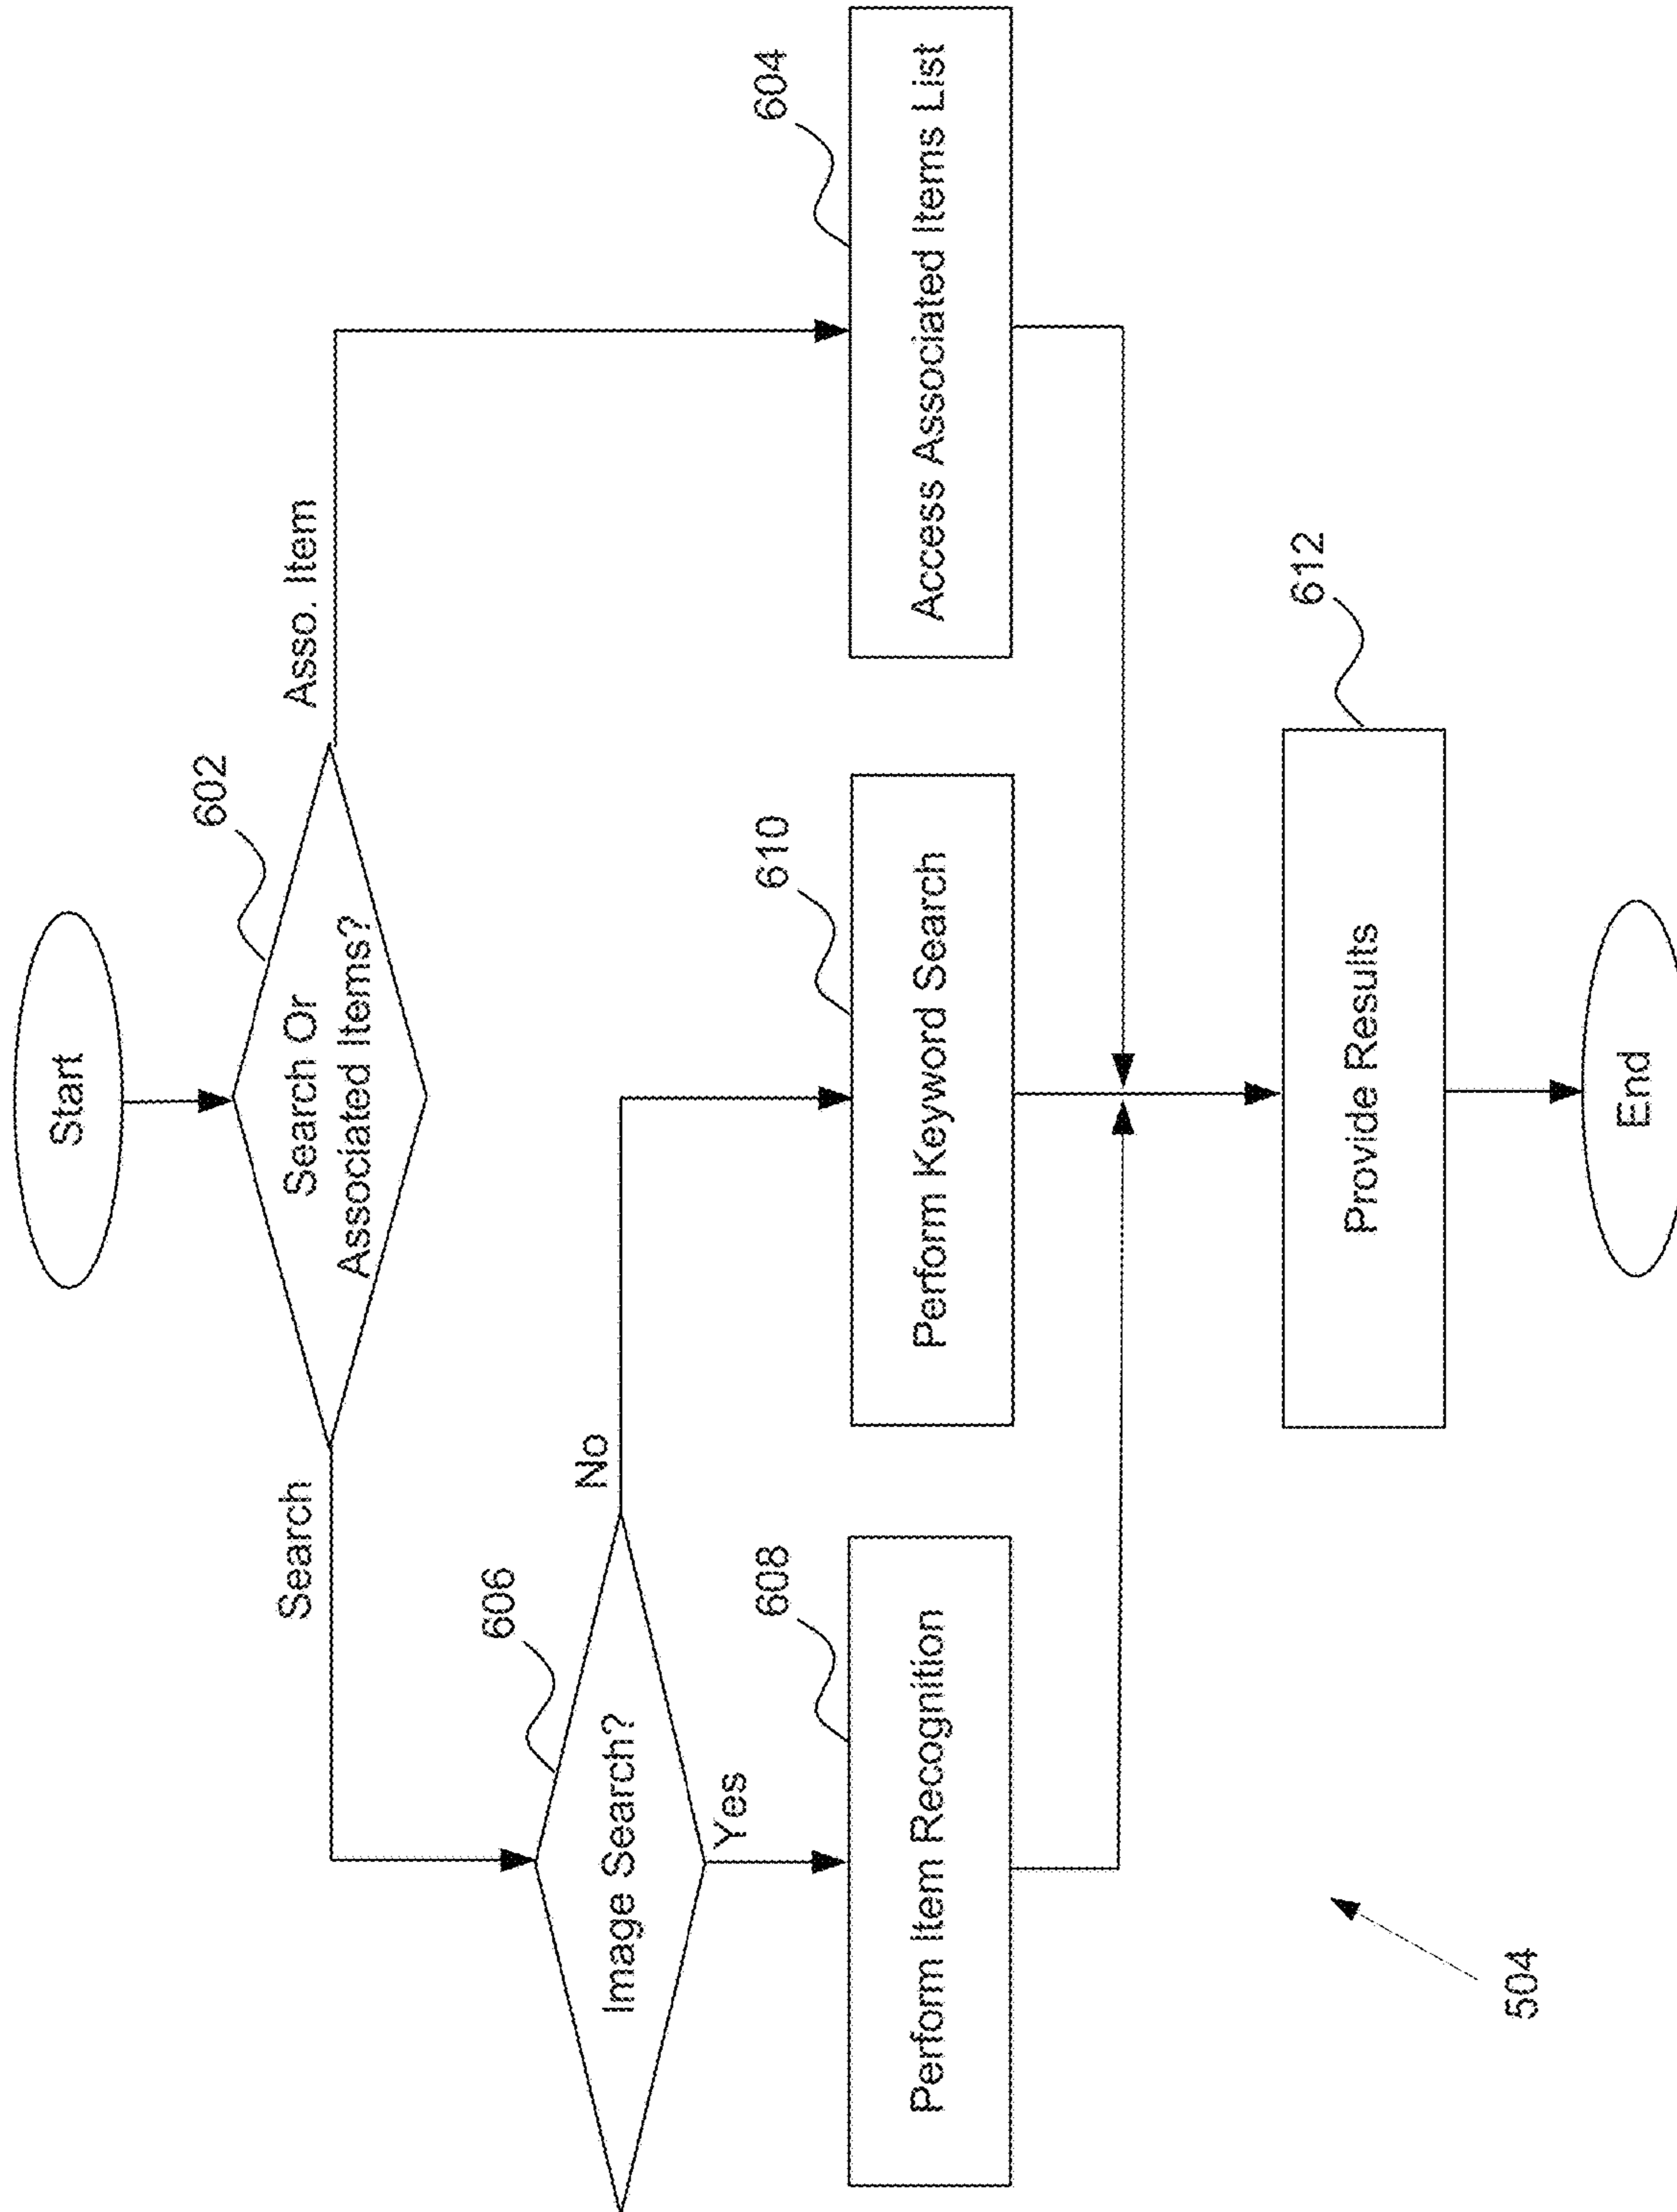 Start
602
Search Or
Associated Items?
Search
Asso. Item
606
Image Search?
No
Yes
608
Perform Item Recognition
610
Perform Keyword Search
604
Access Associated Items List
612
Provide Results
End
504